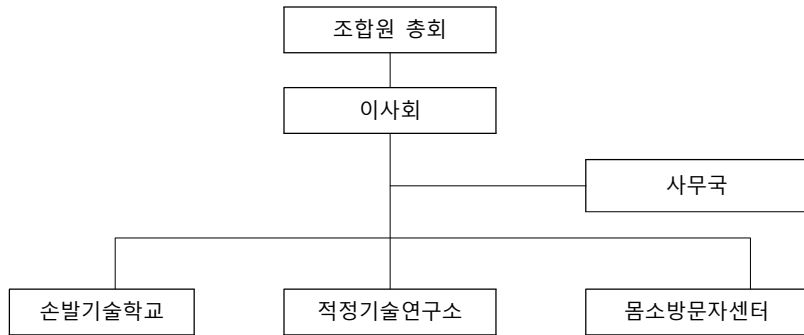 조합원 총회
이사회
사무국
손발기술학교
적정기술연구소
몸소방문자센터